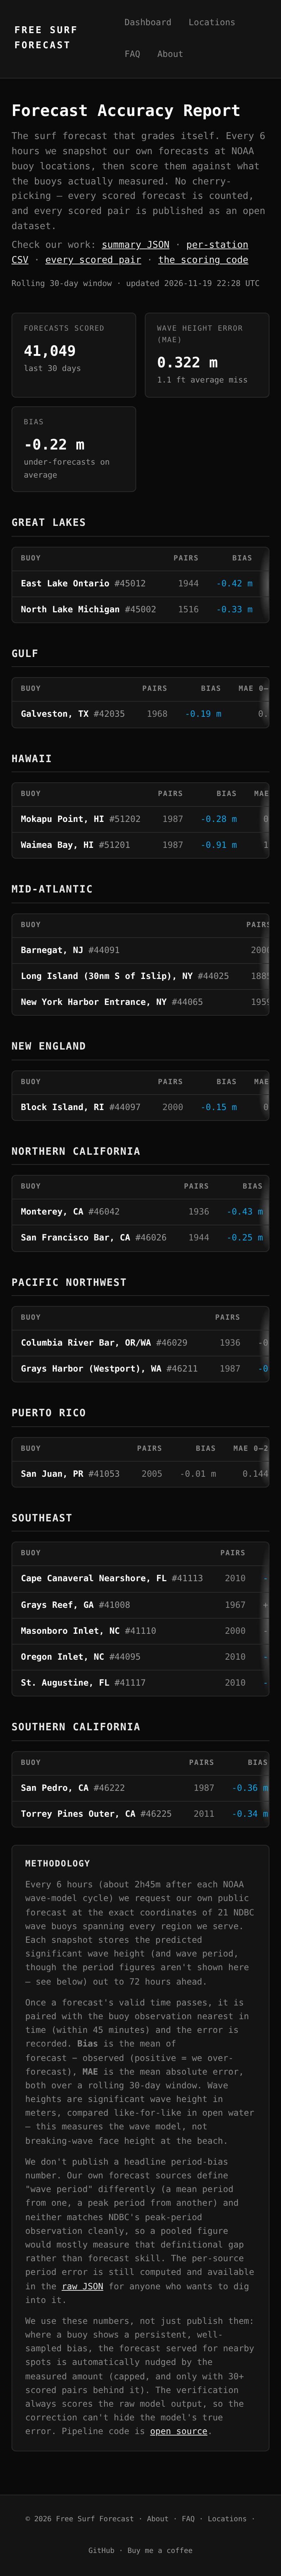 FREE SURF
FORECAST
Dashboard Locations
FAQ About
Forecast Accuracy Report
The surf forecast that grades itself. Every 6
hours we snapshot our own forecasts at NOAA
buoy locations, then score them against what
the buoys actually measured. No cherry-
picking — every scored forecast is counted,
and every scored pair is published as an open
dataset.
Check our work: summary JSON · per-station
CSV · every scored pair · the scoring code
Rolling 30-day window · updated 2026-11-19 22:28 UTC
FORECASTS SCORED
41,049
last 30 days
WAVE HEIGHT ERROR
(MAE)
0.322 m
1.1 ft average miss
BIAS
-0.22 m
under-forecasts on
average
GREAT LAKES
BUOY PAIRS BIAS
East Lake Ontario #45012 1944 -0.42 m
North Lake Michigan #45002 1516 -0.33 m
GULF
BUOY PAIRS BIAS MAE 0–
Galveston, TX #42035 1968 -0.19 m 0.
HAWAII
BUOY PAIRS BIAS MAE
Mokapu Point, HI #51202 1987 -0.28 m 0
Waimea Bay, HI #51201 1987 -0.91 m 1
MID-ATLANTIC
BUOY PAIRS
Barnegat, NJ #44091 2000
Long Island (30nm S of Islip), NY #44025 1885
New York Harbor Entrance, NY #44065 1959
NEW ENGLAND
BUOY PAIRS BIAS MAE
Block Island, RI #44097 2000 -0.15 m 0
NORTHERN CALIFORNIA
BUOY PAIRS BIAS
Monterey, CA #46042 1936 -0.43 m
San Francisco Bar, CA #46026 1944 -0.25 m
PACIFIC NORTHWEST
BUOY PAIRS
Columbia River Bar, OR/WA #46029 1936 -0
Grays Harbor (Westport), WA #46211 1987 -0
PUERTO RICO
BUOY PAIRS BIAS MAE 0–2
San Juan, PR #41053 2005 -0.01 m 0.144
SOUTHEAST
BUOY PAIRS
Cape Canaveral Nearshore, FL #41113 2010 -
Grays Reef, GA #41008 1967 +
Masonboro Inlet, NC #41110 2000 -
Oregon Inlet, NC #44095 2010 -
St. Augustine, FL #41117 2010 -
SOUTHERN CALIFORNIA
BUOY PAIRS BIAS
San Pedro, CA #46222 1987 -0.36 m
Torrey Pines Outer, CA #46225 2011 -0.34 m
METHODOLOGY
Every 6 hours (about 2h45m after each NOAA
wave-model cycle) we request our own public
forecast at the exact coordinates of 21 NDBC
wave buoys spanning every region we serve.
Each snapshot stores the predicted
significant wave height (and wave period,
though the period figures aren't shown here
— see below) out to 72 hours ahead.
Once a forecast's valid time passes, it is
paired with the buoy observation nearest in
time (within 45 minutes) and the error is
recorded. Bias is the mean of
forecast − observed (positive = we over-
forecast), MAE is the mean absolute error,
both over a rolling 30-day window. Wave
heights are significant wave height in
meters, compared like-for-like in open water
— this measures the wave model, not
breaking-wave face height at the beach.
We don't publish a headline period-bias
number. Our own forecast sources define
"wave period" differently (a mean period
from one, a peak period from another) and
neither matches NDBC's peak-period
observation cleanly, so a pooled figure
would mostly measure that definitional gap
rather than forecast skill. The per-source
period error is still computed and available
in the raw JSON for anyone who wants to dig
into it.
We use these numbers, not just publish them:
where a buoy shows a persistent, well-
sampled bias, the forecast served for nearby
spots is automatically nudged by the
measured amount (capped, and only with 30+
scored pairs behind it). The verification
always scores the raw model output, so the
correction can't hide the model's true
error. Pipeline code is open source.
© 2026 Free Surf Forecast · About · FAQ · Locations ·
GitHub · Buy me a coffee